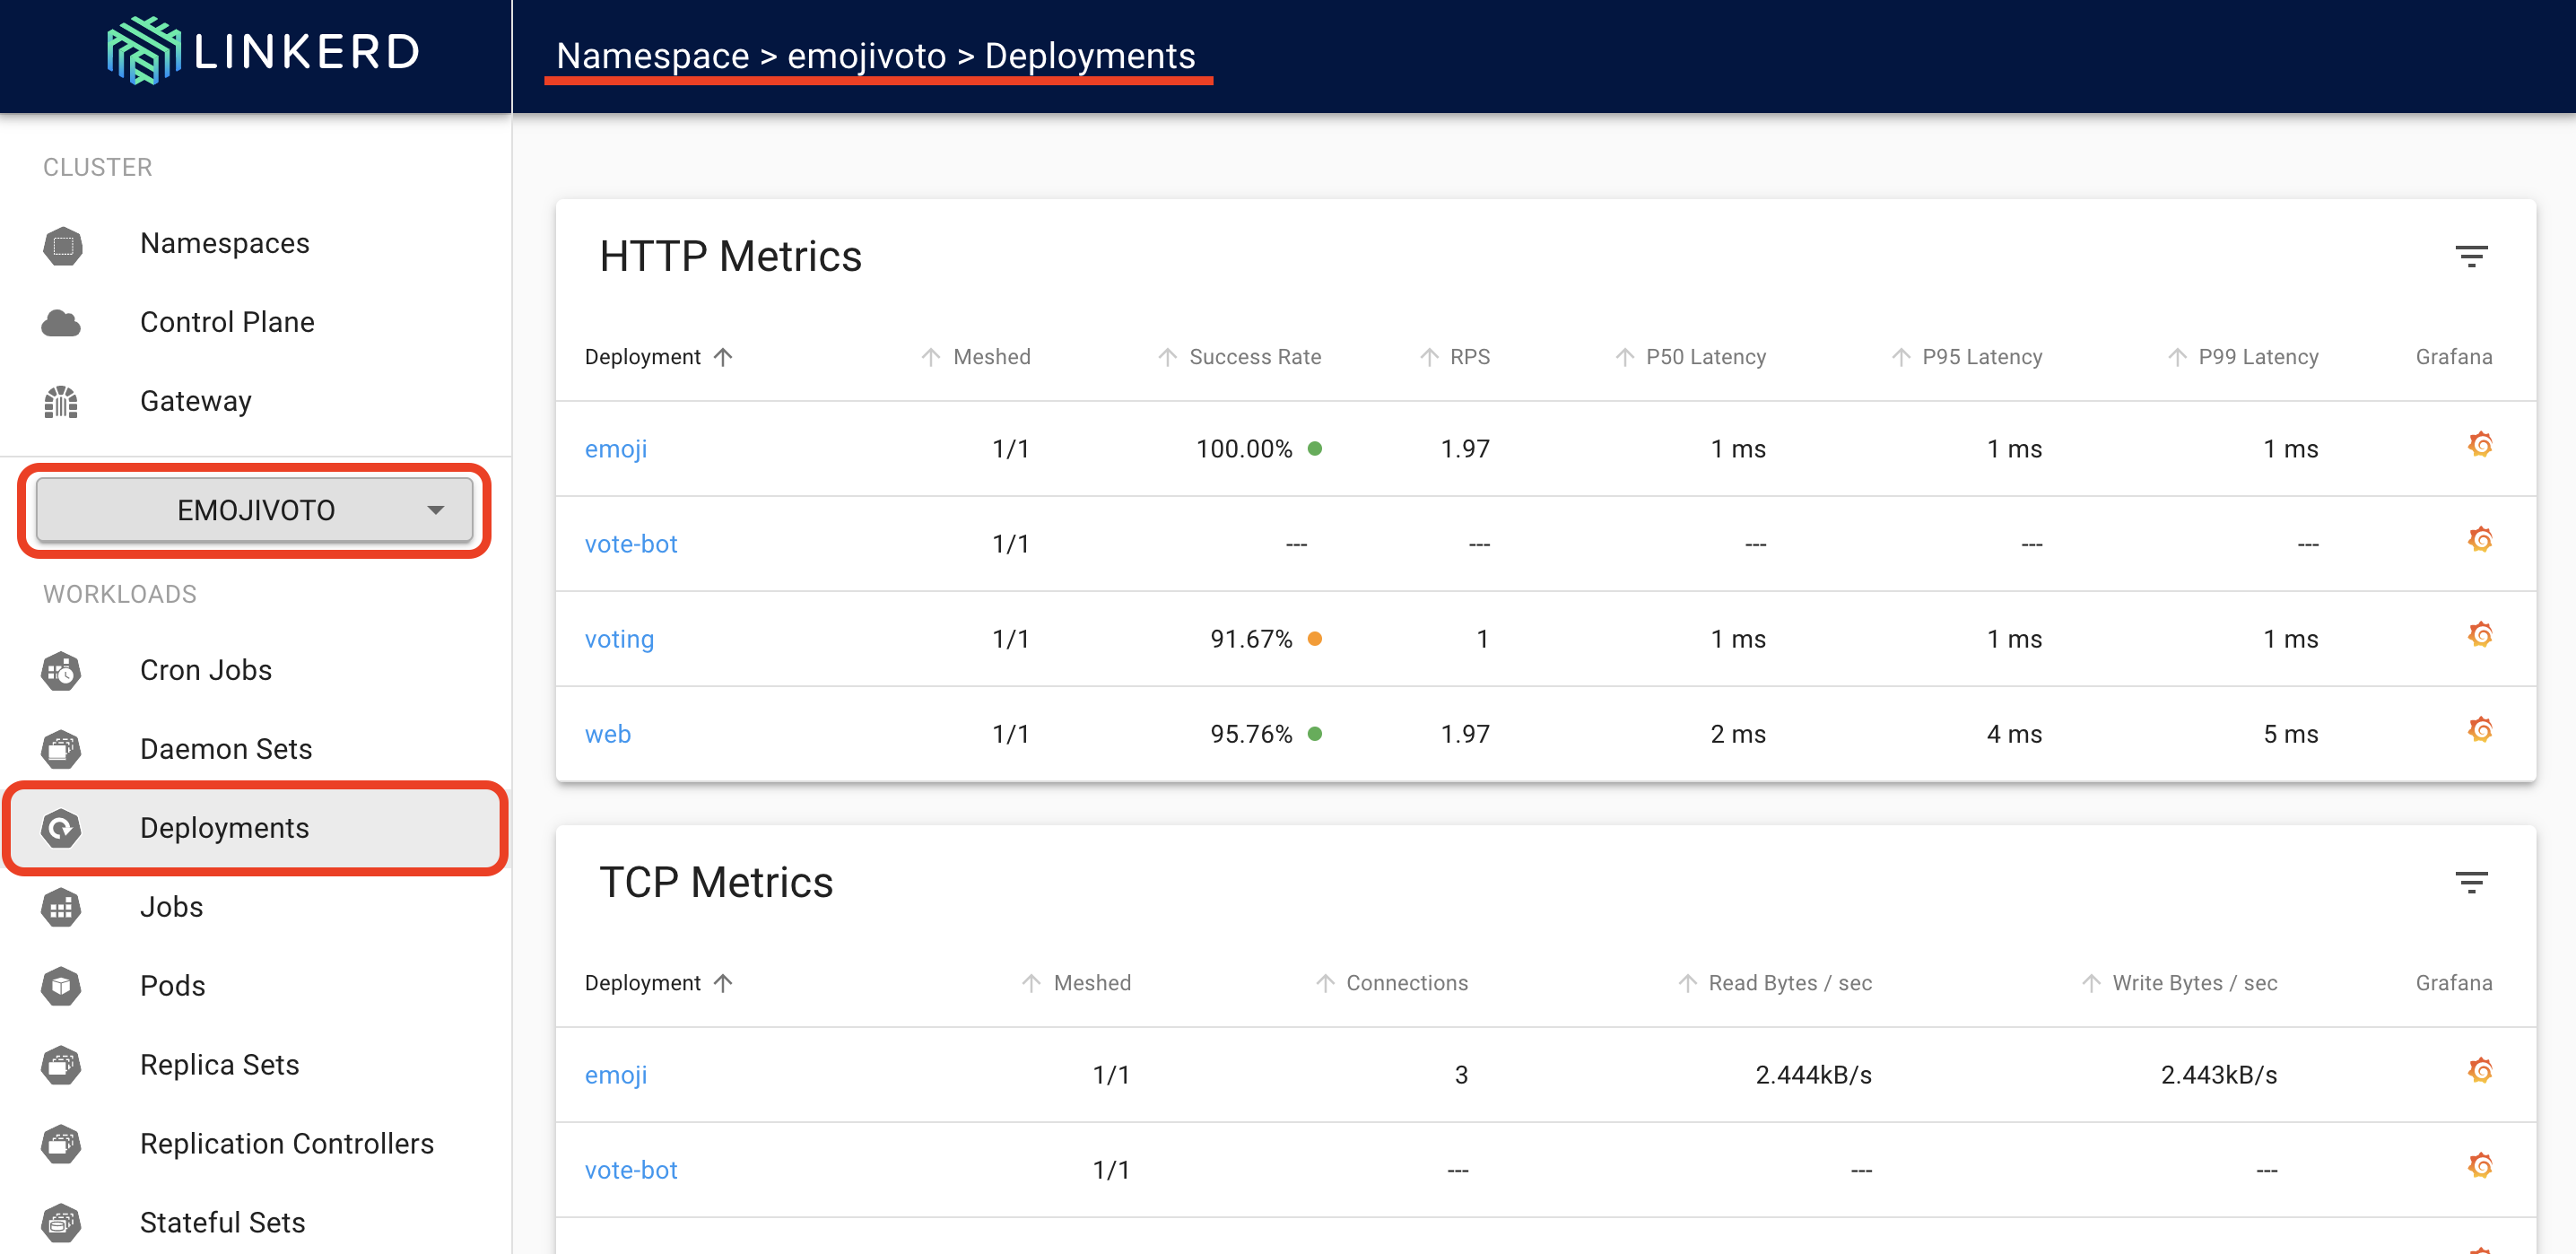 LINKERD
Namespace > emojivoto > Deployments
CLUSTER
Namespaces
Control Plane
Gateway
EMOJIVOTO
WORKLOADS
Cron Jobs
Daemon Sets
Deployments
Jobs
Pods
Replica Sets
Replication Controllers
Stateful Sets
HTTP Metrics
Deployment Meshed Success Rate RPS P50 Latency P95 Latency P99 Latency Grafana
emoji 1/1 100.00% 1.97 1 ms 1 ms 1 ms
vote-bot 1/1 --- --- --- --- ---
voting 1/1 91.67% 1 1 ms 1 ms 1 ms
web 1/1 95.76% 1.97 2 ms 4 ms 5 ms
TCP Metrics
Deployment Meshed Connections Read Bytes / sec Write Bytes / sec Grafana
emoji 1/1 3 2.444kB/s 2.443kB/s
vote-bot 1/1 --- --- ---